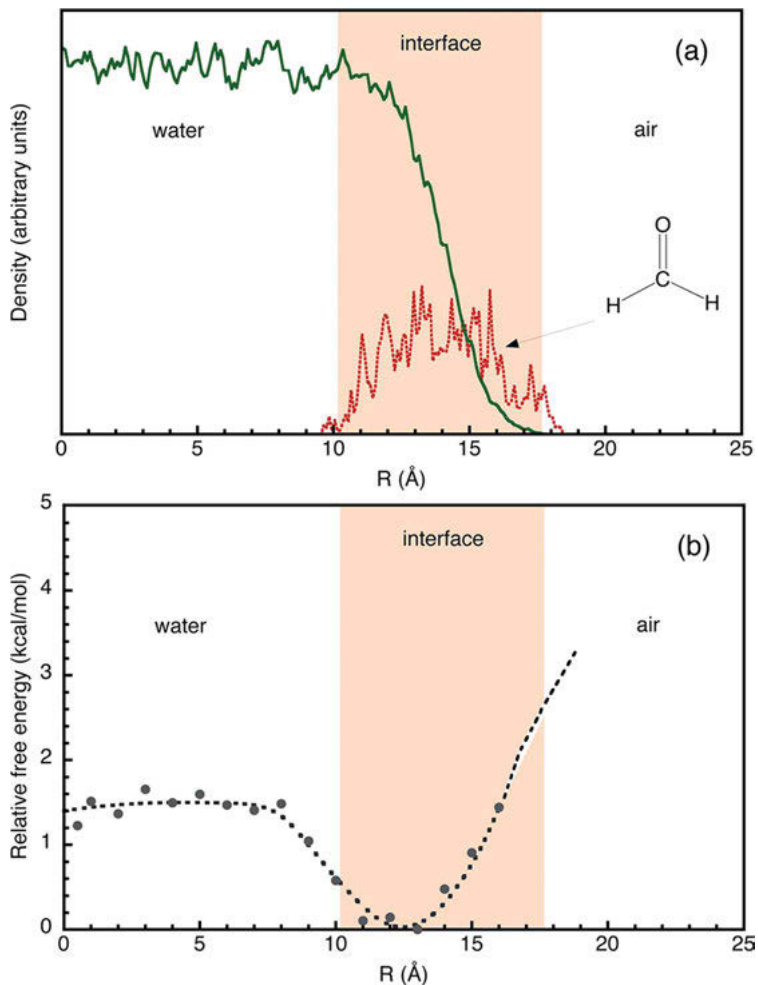 interface
(a)
water
air
Density (arbitrary units)
O
C
H
H
0
5
10
15
20
25
R (Å)
5
interface
(b)
4
water
air
3
Relative free energy (kcal/mol)
2
1
0
0
5
10
15
20
25
R (Å)